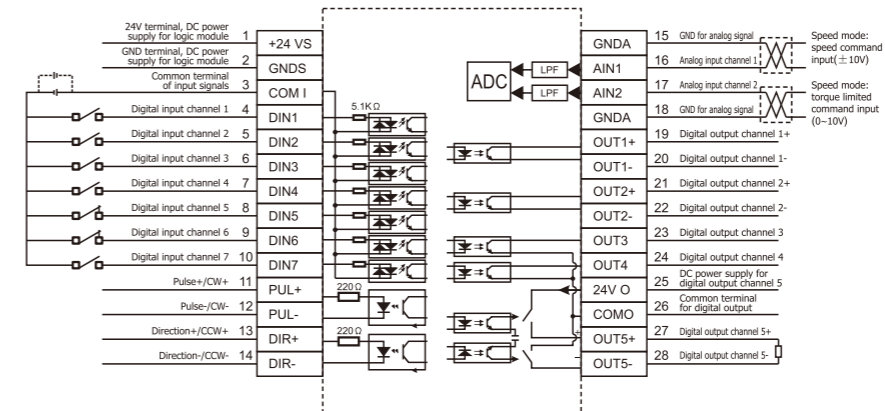 24V terminal, DC power
supply for logic module 1 +24 VS
GND terminal, DC power
supply for logic module 2 GNDS
Common terminal
of input signals 3 COM I
Digital input channel 1 4 DIN1
Digital input channel 2 5 DIN2
Digital input channel 3 6 DIN3
Digital input channel 4 7 DIN4
Digital input channel 5 8 DIN5
Digital input channel 6 9 DIN6
Digital input channel 7 10 DIN7
Pulse+/CW+ 11 PUL+
Pulse-/CW- 12 PUL-
Direction+/CCW+ 13 DIR+
Direction-/CCW- 14 DIR-
5.1KΩ
220Ω
220Ω
ADC
LPF
LPF
GNDA 15 GND for analog signal
AIN1 16 Analog input channel 1
AIN2 17 Analog input channel 2
GNDA 18 GND for analog signal
OUT1+ 19 Digital output channel 1+
OUT1- 20 Digital output channel 1-
OUT2+ 21 Digital output channel 2+
OUT2- 22 Digital output channel 2-
OUT3 23 Digital output channel 3
OUT4 24 Digital output channel 4
24V O 25 DC power supply for
digital output channel 5
COMO 26 Common terminal
for digital output
+ OUT5+ 27 Digital output channel 5+
- OUT5- 28 Digital output channel 5-
Speed mode:
speed command
input(±10V)
Speed mode:
torque limited
command input
(0~10V)